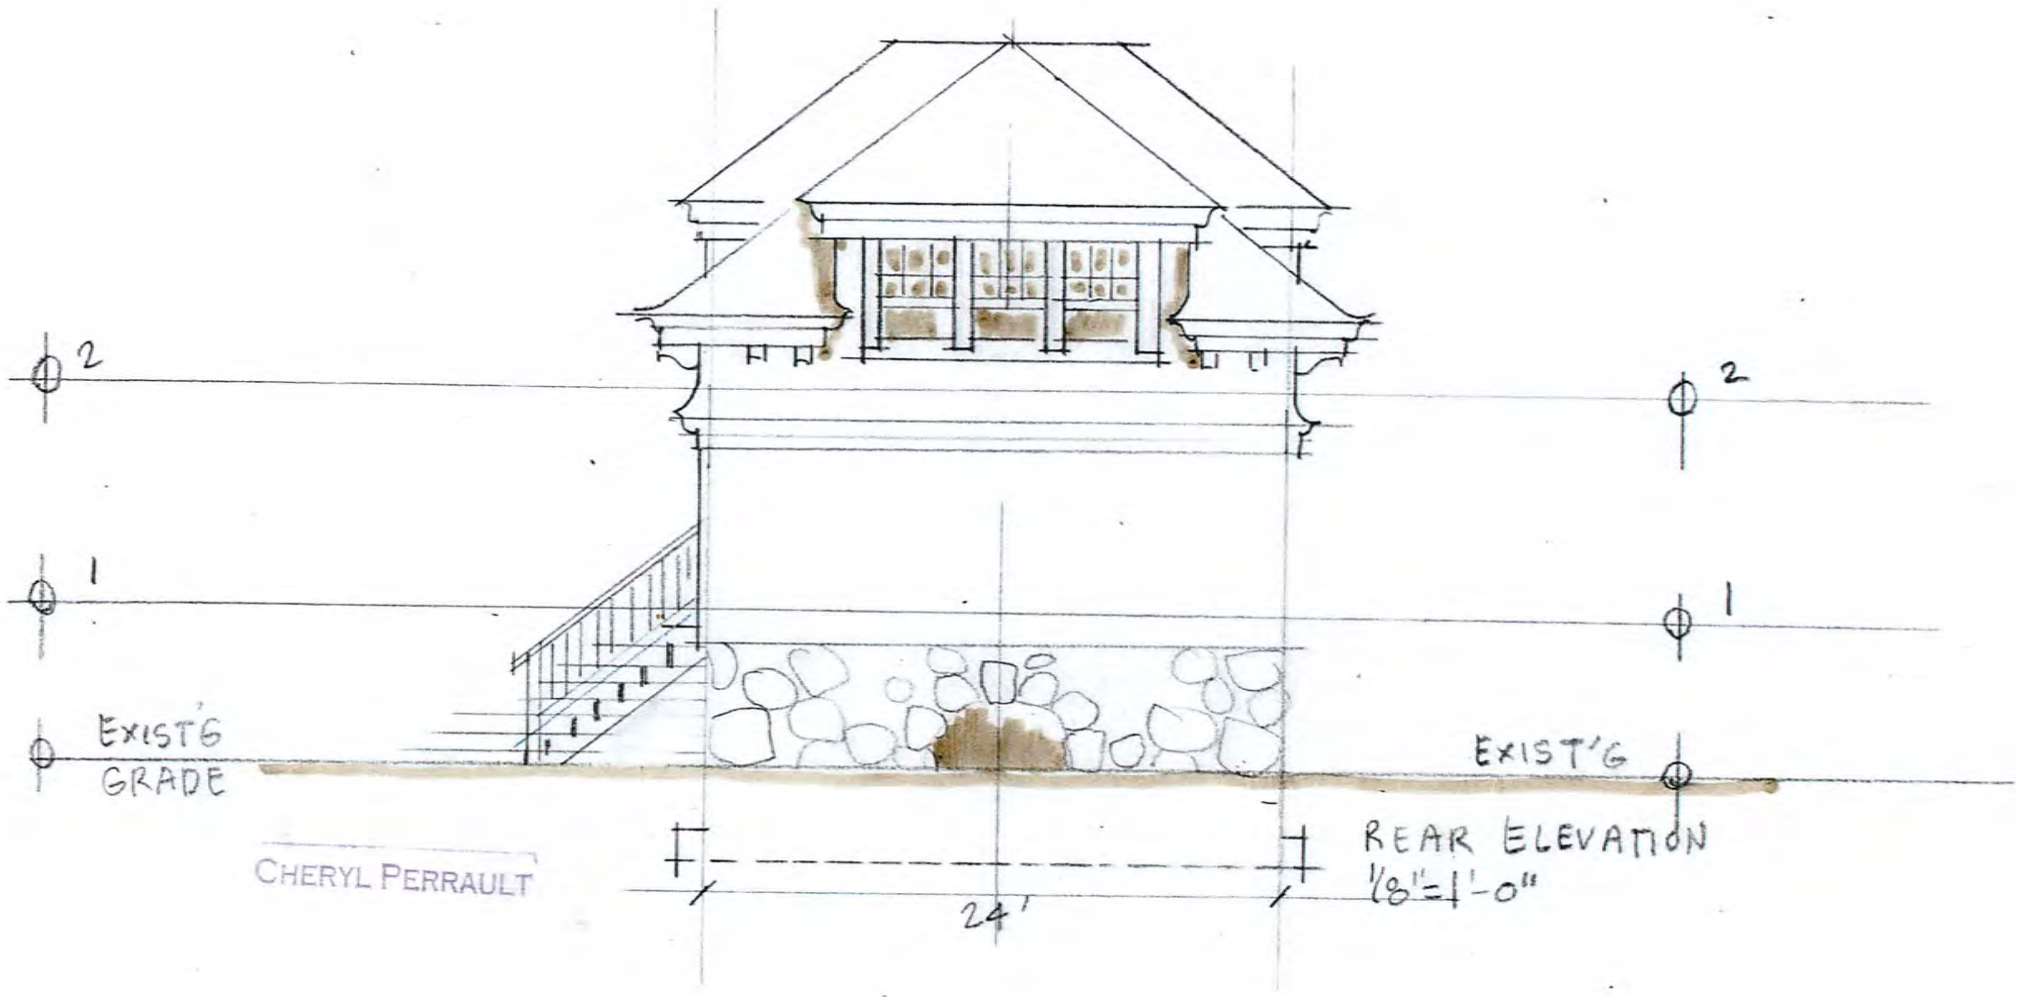 2
2
1
1
EXIST'G
GRADE
EXIST'G
CHERYL PERRAULT
REAR ELEVATION
1/8"=1'-0"
24'